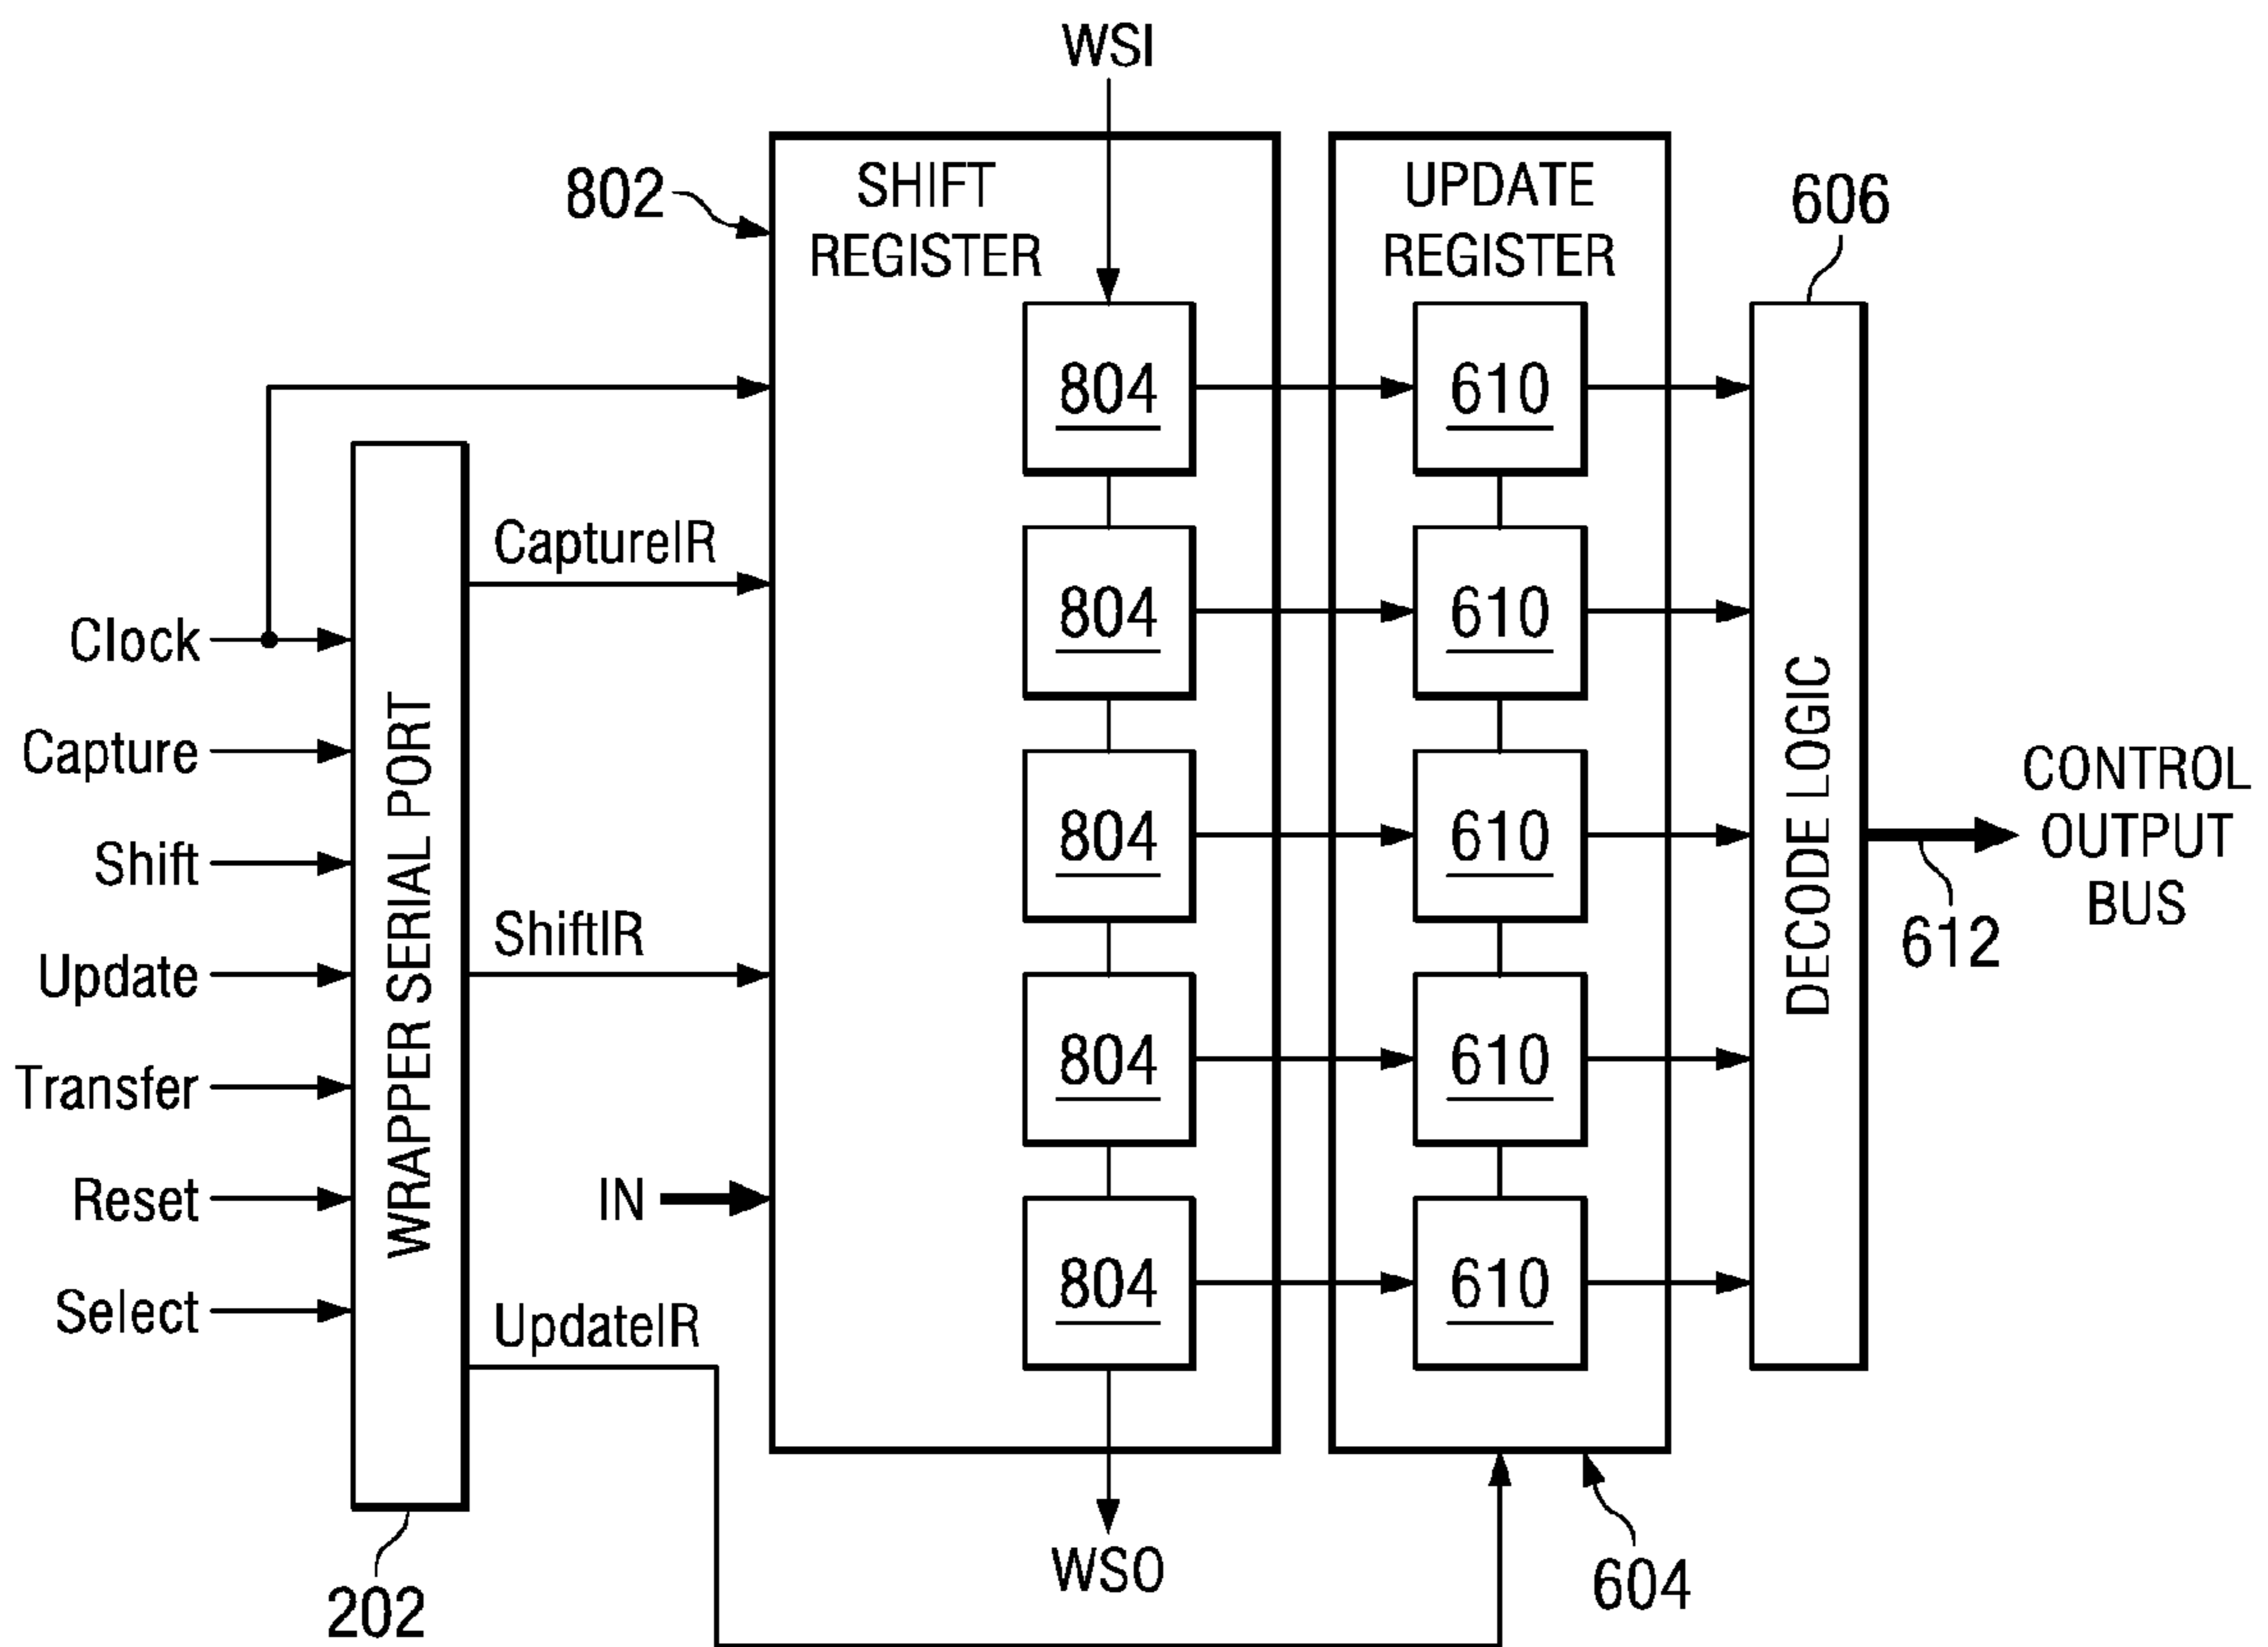 WSI
802
SHIFT
REGISTER
UPDATE
REGISTER
606
804
610
804
610
804
610
804
610
804
610
Clock
Capture
Shift
Update
Transfer
Reset
Select
WRAPPER SERIAL PORT
CaptureIR
ShiftIR
IN
UpdateIR
DECODE LOGIC
CONTROL
OUTPUT
BUS
612
WSO
604
202